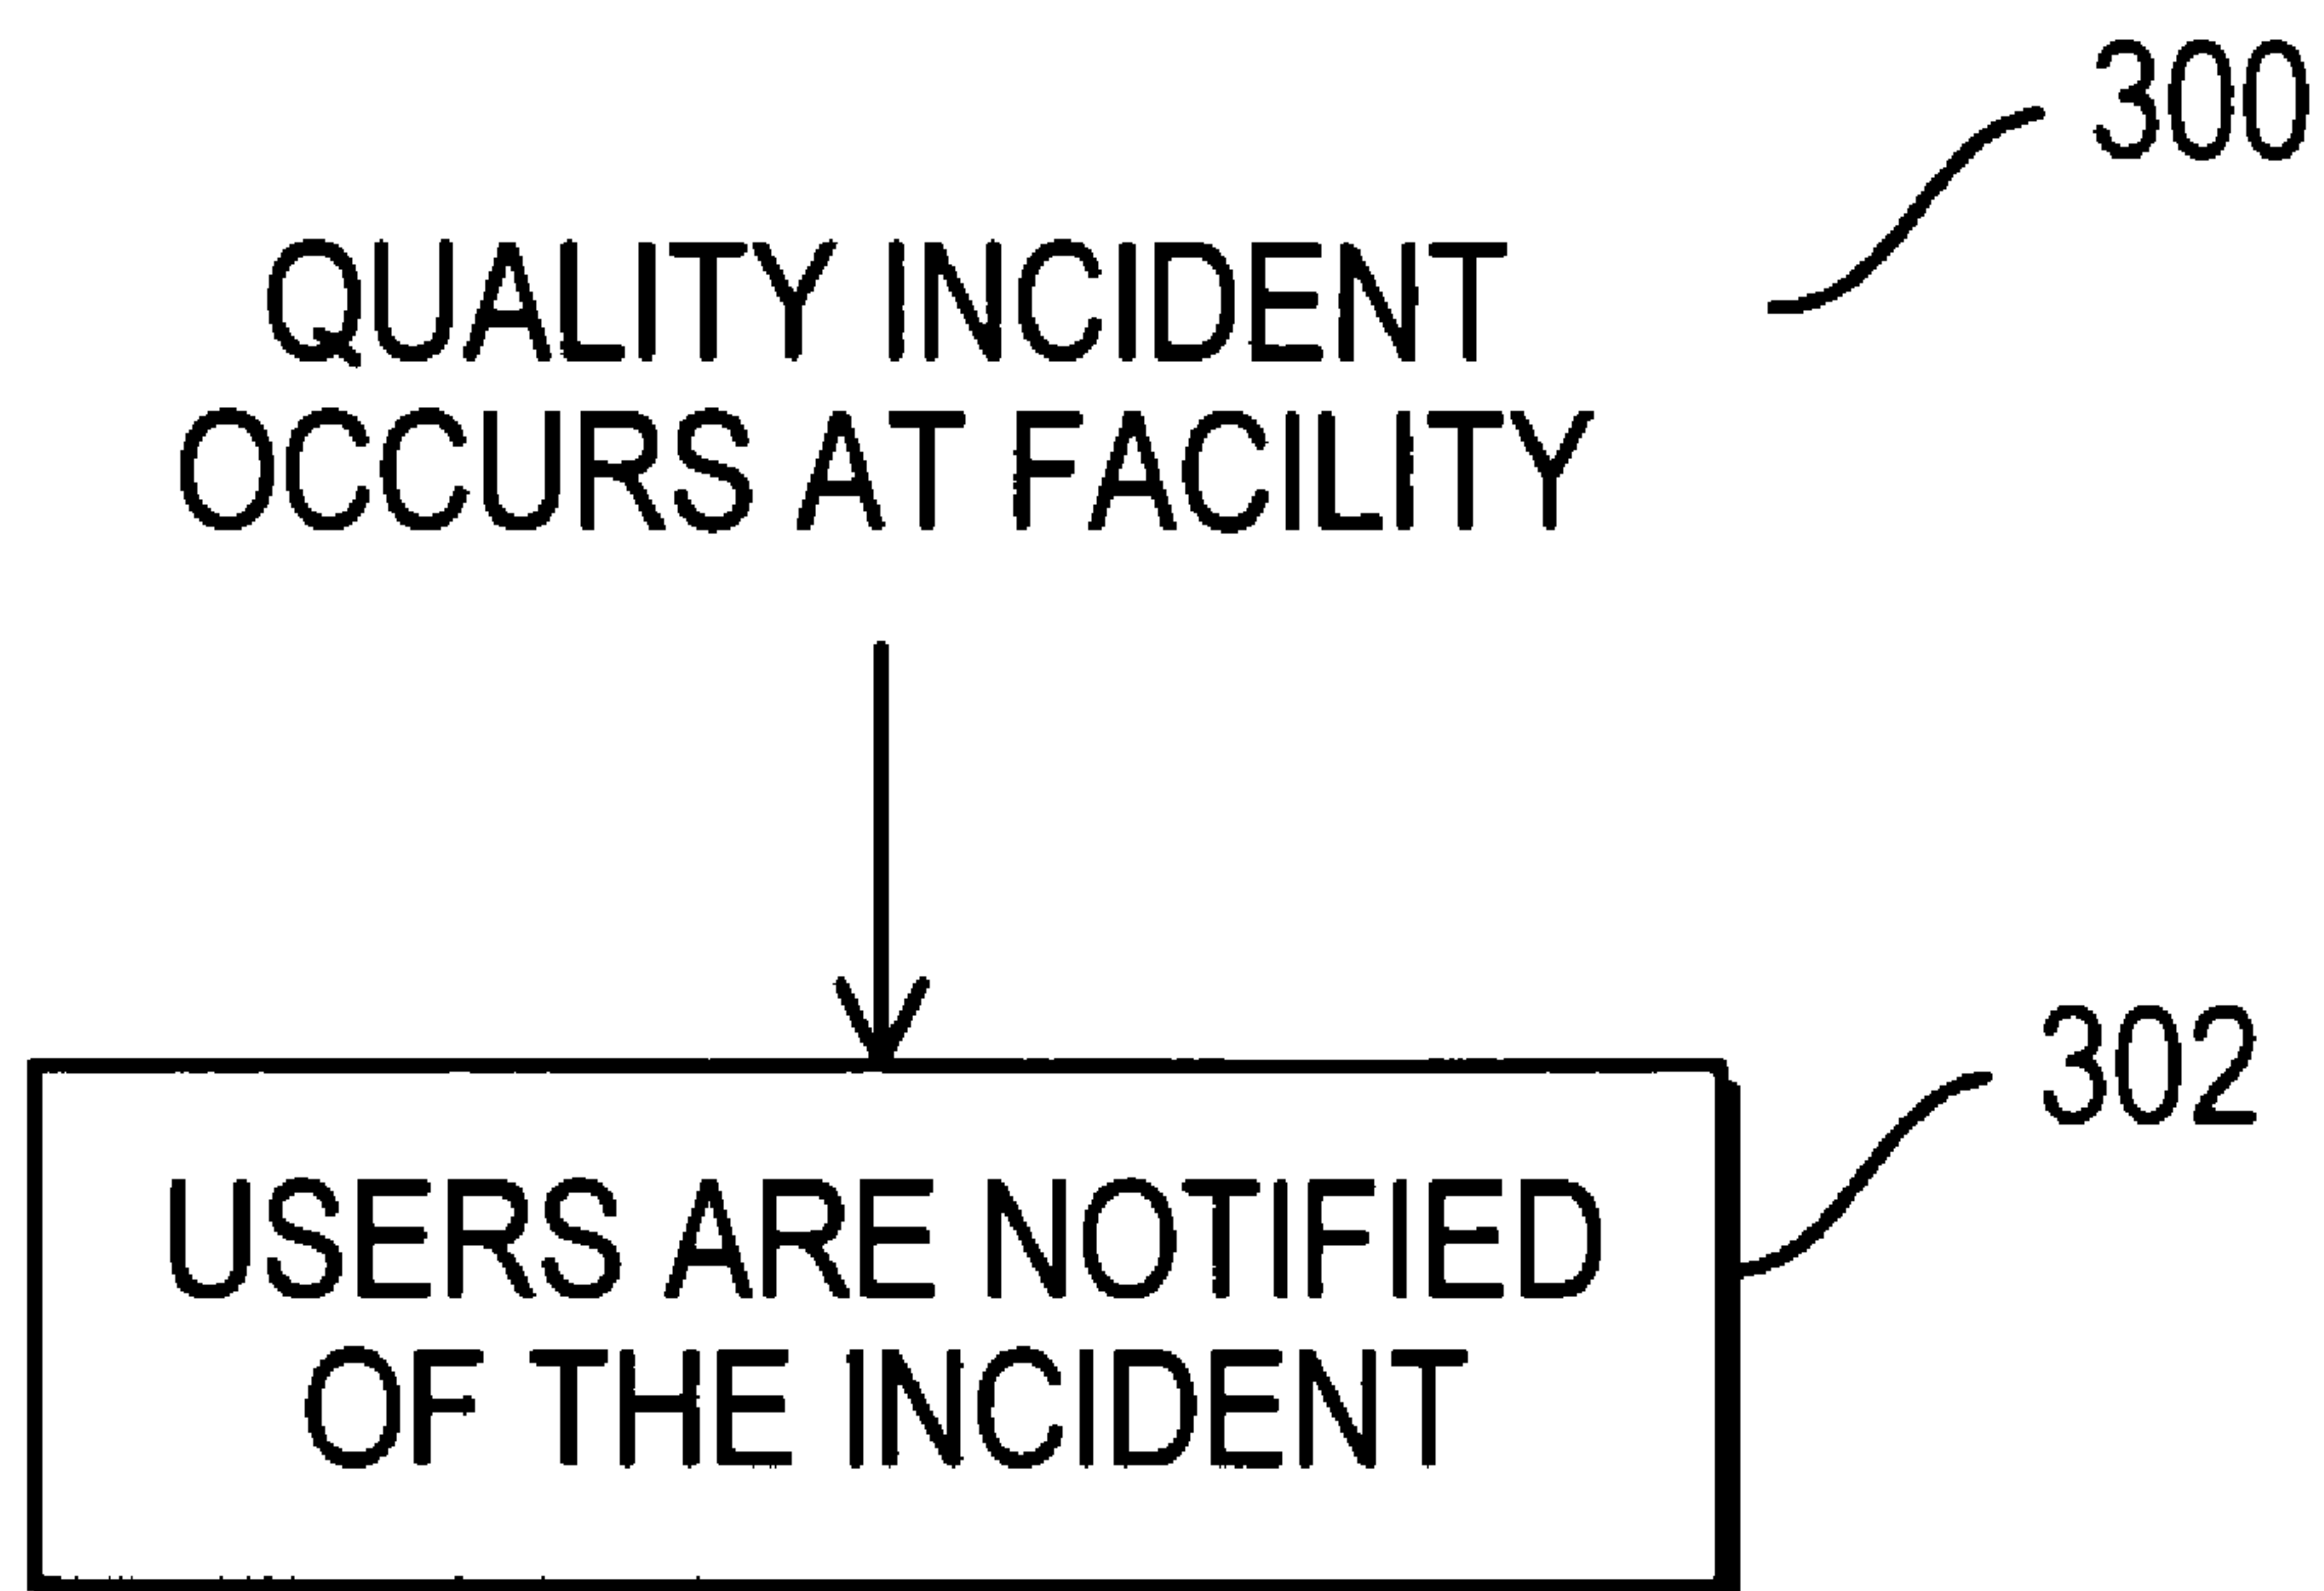 300
QUALITY INCIDENT
OCCURS AT FACILITY
302
USERS ARE NOTIFIED
OF THE INCIDENT